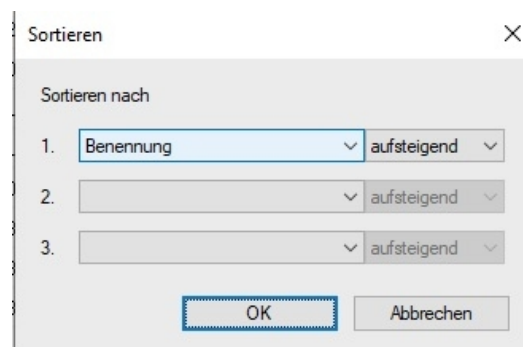 Sortieren
Sortieren nach
1. Benennung aufsteigend
2. aufsteigend
3. aufsteigend
OK Abbrechen